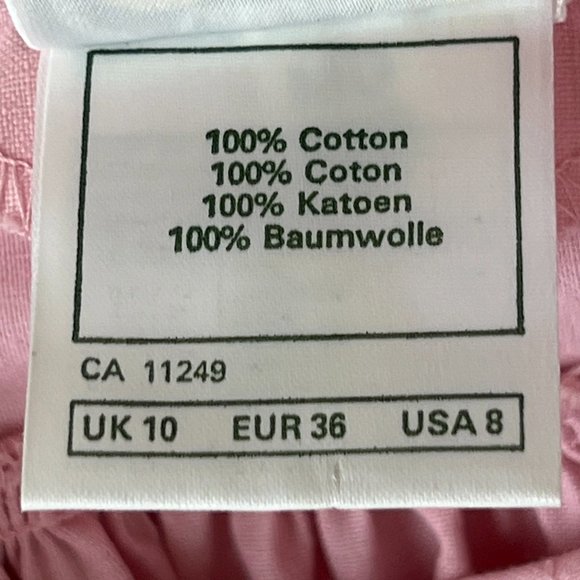 100% Cotton
100% Coton
100% Katoen
100% Baumwolle
CA 11249
UK 10 EUR 36 USA 8